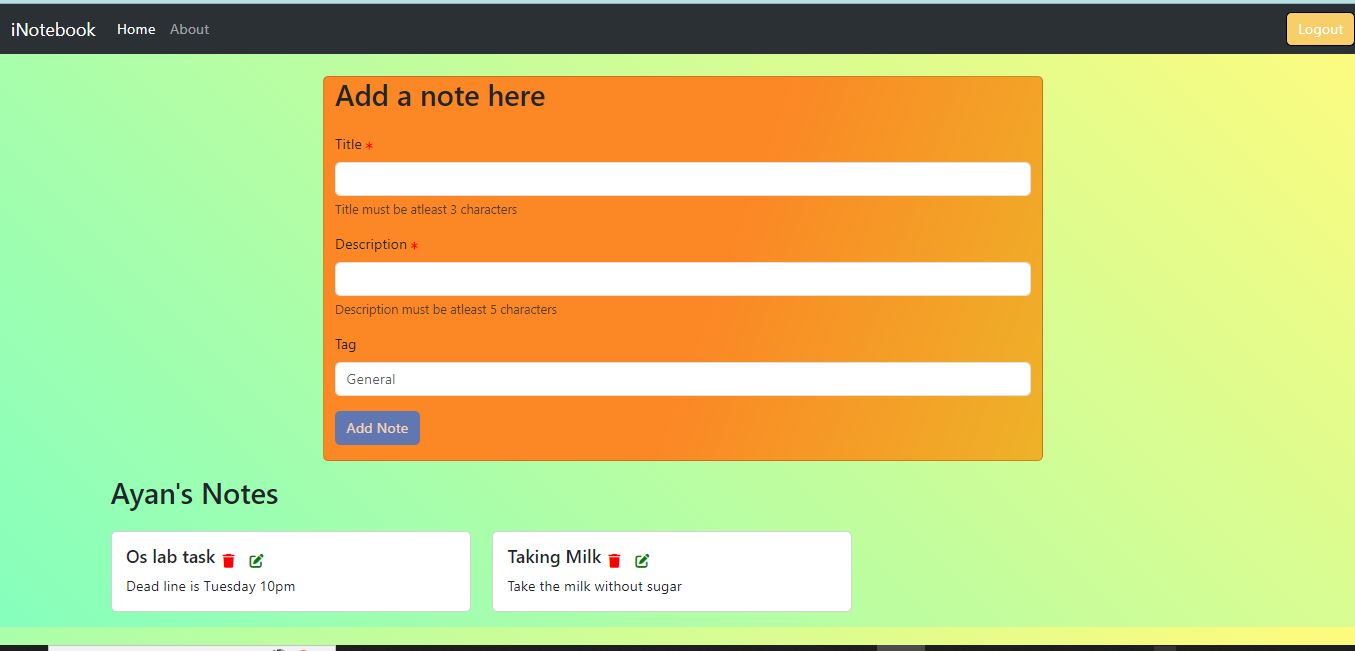 iNotebook Home About Logout
Add a note here
Title *
Title must be atleast 3 characters
Description *
Description must be atleast 5 characters
Tag
General
Add Note
Ayan's Notes
Os lab task
Dead line is Tuesday 10pm
Taking Milk
Take the milk without sugar